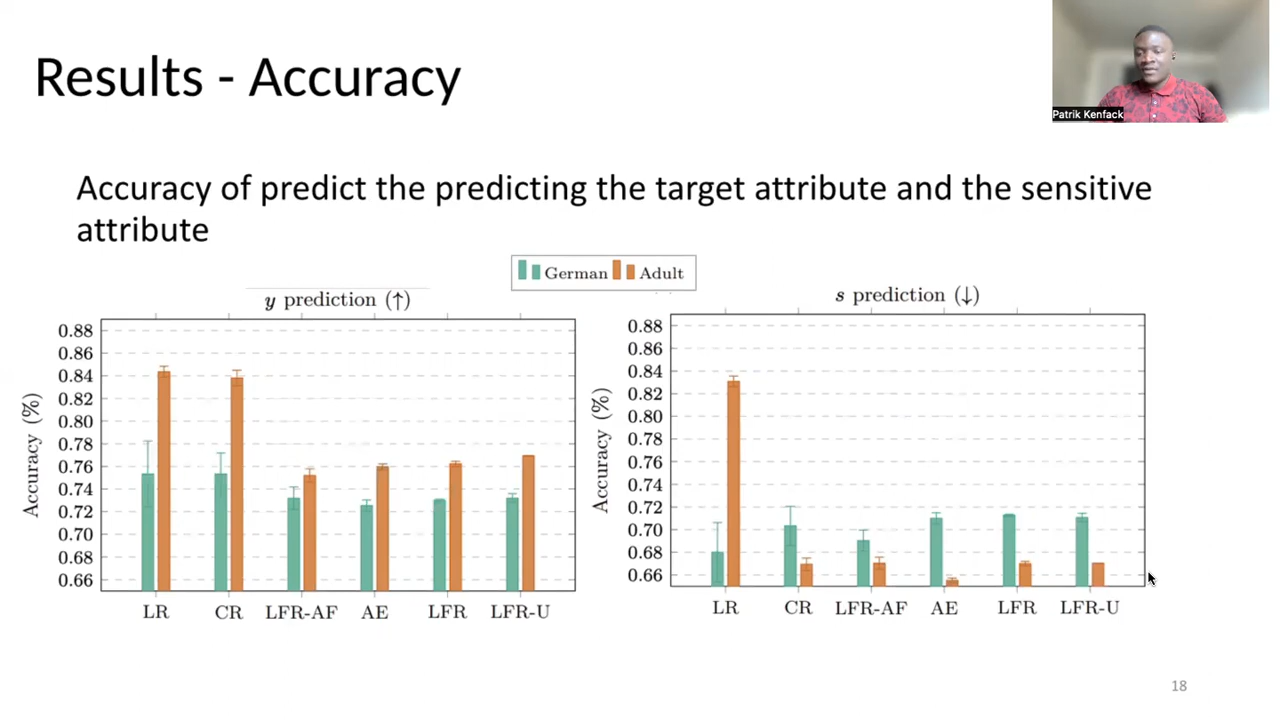 Results - Accuracy
Patrik Kenfack
Accuracy of predict the predicting the target attribute and the sensitive
attribute
German Adult
y prediction (↑)
0.88
0.86
0.84
0.82
0.80
0.78
0.76
0.74
0.72
0.70
0.68
0.66
Accuracy (%)
LR CR LFR-AF AE LFR LFR-U
s prediction (↓)
0.88
0.86
0.84
0.82
0.80
0.78
0.76
0.74
0.72
0.70
0.68
0.66
Accuracy (%)
LR CR LFR-AF AE LFR LFR-U
18